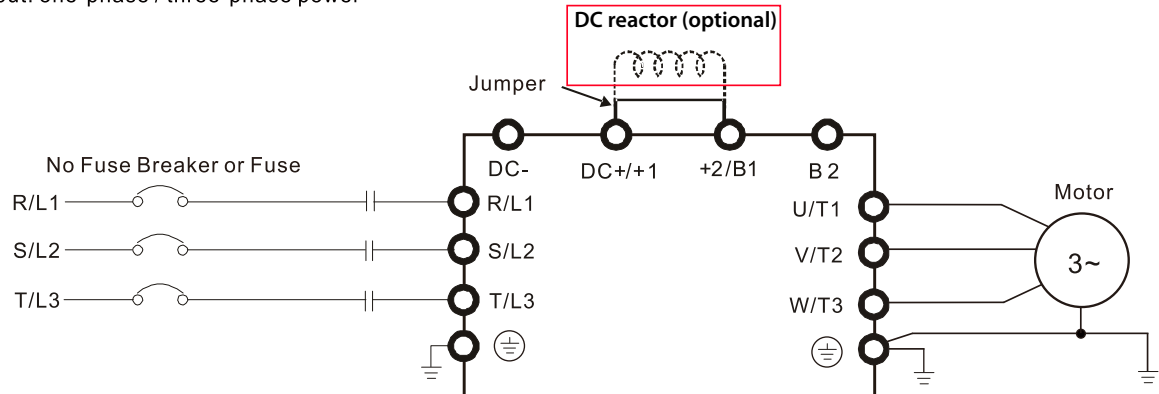 one-phase / three-phase power
DC reactor (optional)
Jumper
DC-
DC+/+1
+2/B1
B2
No Fuse Breaker or Fuse
R/L1
R/L1
S/L2
S/L2
T/L3
T/L3
U/T1
V/T2
W/T3
Motor
3~